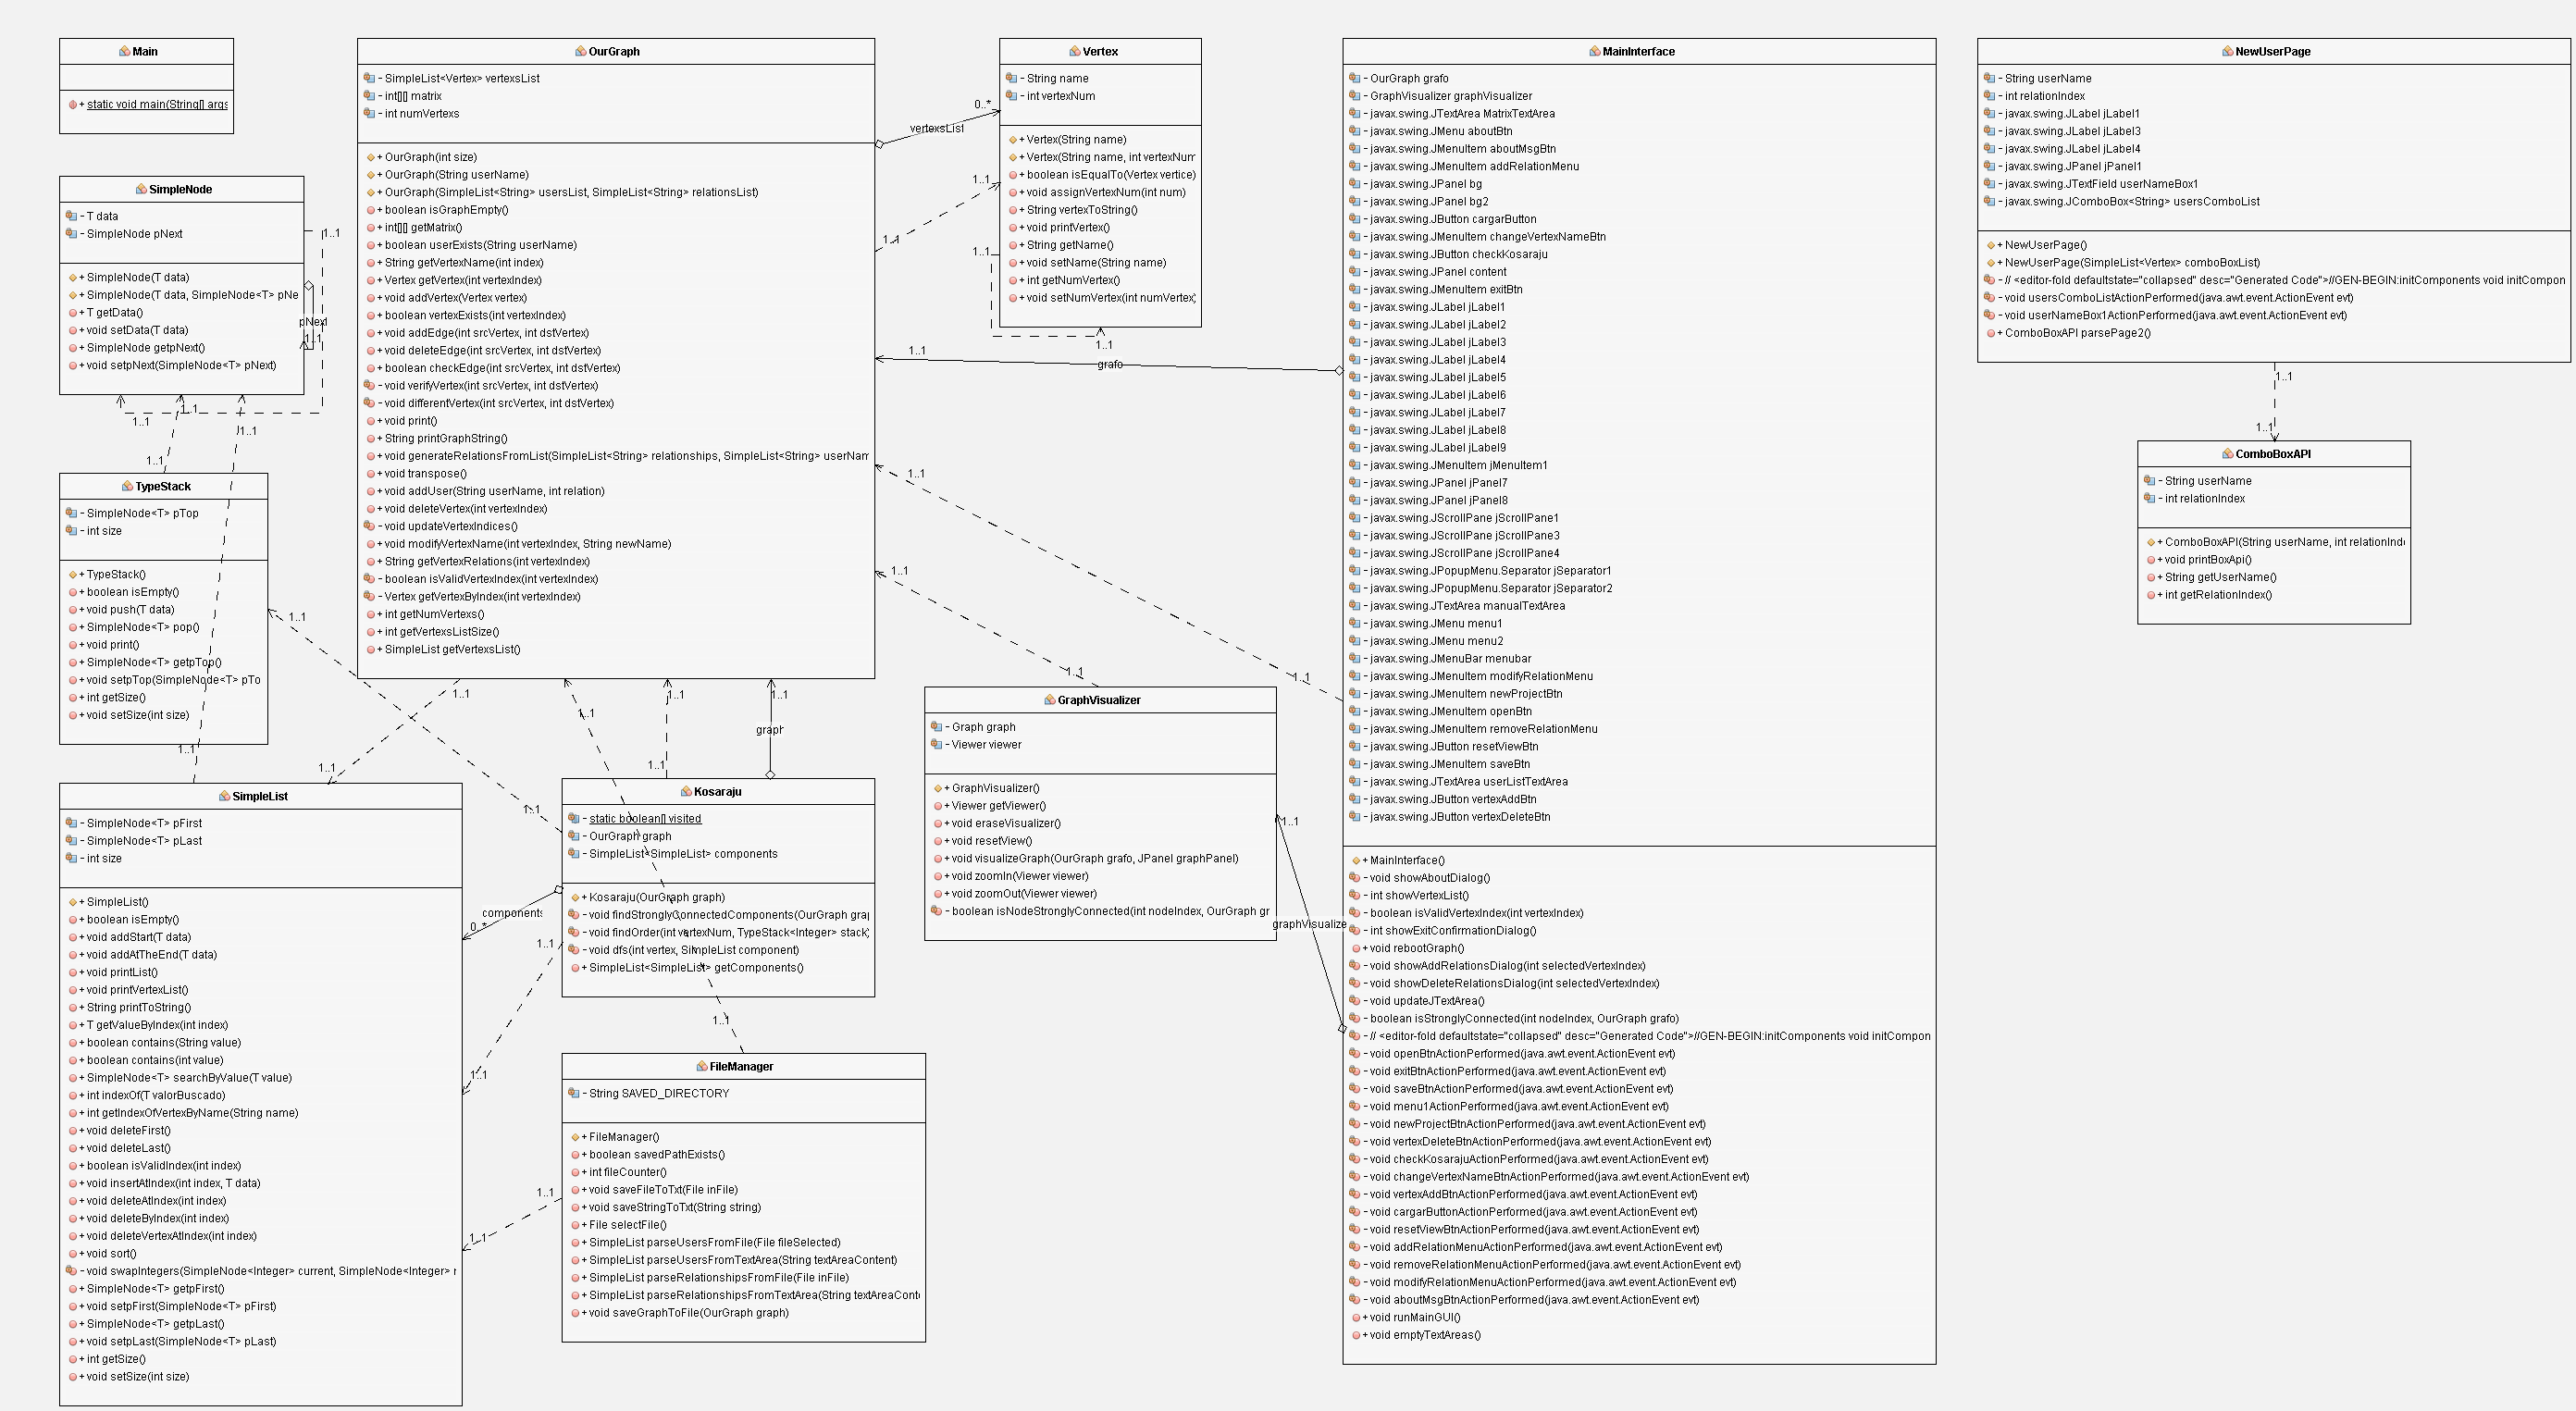 Main
+ static void main(String[] args
SimpleNode
- T data
- SimpleNode pNext
+ SimpleNode(T data)
+ SimpleNode(T data, SimpleNode<T> pNe
+ T getData()
+ void setData(T data)
+ SimpleNode getpNext()
+ void setpNext(SimpleNode<T> pNext)
1..1
pNext
1..1
1..1
1..1
1..1
1..1
TypeStack
- SimpleNode<T> pTop
- int size
+ TypeStack()
+ boolean isEmpty()
+ void push(T data)
+ SimpleNode<T> pop()
+ void print()
+ SimpleNode<T> getpTop()
+ void setpTop(SimpleNode<T> pTo
+ int getSize()
+ void setSize(int size)
1..1
1..1
SimpleList
- SimpleNode<T> pFirst
- SimpleNode<T> pLast
- int size
+ SimpleList()
+ boolean isEmpty()
+ void addStart(T data)
+ void addAtTheEnd(T data)
+ void printList()
+ void printVertexList()
+ String printToString()
+ T getValueByIndex(int index)
+ boolean contains(String value)
+ boolean contains(int value)
+ SimpleNode<T> searchByValue(T value)
+ int indexOf(T valorBuscado)
+ int getIndexOfVertexByName(String name)
+ void deleteFirst()
+ void deleteLast()
+ boolean isValidIndex(int index)
+ void insertAtIndex(int index, T data)
+ void deleteAtIndex(int index)
+ void deleteByIndex(int index)
+ void deleteVertexAtIndex(int index)
+ void sort()
- void swapIntegers(SimpleNode<Integer> current, SimpleNode<Integer> r
+ SimpleNode<T> getpFirst()
+ void setpFirst(SimpleNode<T> pFirst)
+ SimpleNode<T> getpLast()
+ void setpLast(SimpleNode<T> pLast)
+ int getSize()
+ void setSize(int size)
OurGraph
- SimpleList<Vertex> vertexsList
- int[][] matrix
- int numVertexs
+ OurGraph(int size)
+ OurGraph(String userName)
+ OurGraph(SimpleList<String> usersList, SimpleList<String> relationsList)
+ boolean isGraphEmpty()
+ int[][] getMatrix()
+ boolean userExists(String userName)
+ String getVertexName(int index)
+ Vertex getVertex(int vertexIndex)
+ void addVertex(Vertex vertex)
+ boolean vertexExists(int vertexIndex)
+ void addEdge(int srcVertex, int dstVertex)
+ void deleteEdge(int srcVertex, int dstVertex)
+ boolean checkEdge(int srcVertex, int dstVertex)
- void verifyVertex(int srcVertex, int dstVertex)
- void differentVertex(int srcVertex, int dstVertex)
+ void print()
+ String printGraphString()
+ void generateRelationsFromList(SimpleList<String> relationships, SimpleList<String> userNam
+ void transpose()
+ void addUser(String userName, int relation)
+ void deleteVertex(int vertexIndex)
- void updateVertexIndices()
+ void modifyVertexName(int vertexIndex, String newName)
+ String getVertexRelations(int vertexIndex)
- boolean isValidVertexIndex(int vertexIndex)
- Vertex getVertexByIndex(int vertexIndex)
+ int getNumVertexs()
+ int getVertexsListSize()
+ SimpleList getVertexsList()
1..1
1..1
1..1
1..1
1..1
graph
1..1
1..1
Kosaraju
- static boolean[] visited
- OurGraph graph
- SimpleList<SimpleList> components
+ Kosaraju(OurGraph graph)
- void findStronglyConnectedComponents(OurGraph gra
- void findOrder(int vertexNum, TypeStack<Integer> stack)
- void dfs(int vertex, SimpleList component)
+ SimpleList<SimpleList> getComponents()
components
0..*
1..1
1..1
1..1
FileManager
- String SAVED_DIRECTORY
+ FileManager()
+ boolean savedPathExists()
+ int fileCounter()
+ void saveFileToTxt(File inFile)
+ void saveStringToTxt(String string)
+ File selectFile()
+ SimpleList parseUsersFromFile(File fileSelected)
+ SimpleList parseUsersFromTextArea(String textAreaContent)
+ SimpleList parseRelationshipsFromFile(File inFile)
+ SimpleList parseRelationshipsFromTextArea(String textAreaCont
+ void saveGraphToFile(OurGraph graph)
1..1
1..1
Vertex
- String name
- int vertexNum
+ Vertex(String name)
+ Vertex(String name, int vertexNum
+ boolean isEqualTo(Vertex vertice)
+ void assignVertexNum(int num)
+ String vertexToString()
+ void printVertex()
+ String getName()
+ void setName(String name)
+ int getNumVertex()
+ void setNumVertex(int numVertex)
0..*
vertexsList
1..1
1..1
1..1
1..1
1..1
grafo
1..1
1..1
1..1
1..1
GraphVisualizer
- Graph graph
- Viewer viewer
+ GraphVisualizer()
+ Viewer getViewer()
+ void eraseVisualizer()
+ void resetView()
+ void visualizeGraph(OurGraph grafo, JPanel graphPanel)
+ void zoomIn(Viewer viewer)
+ void zoomOut(Viewer viewer)
- boolean isNodeStronglyConnected(int nodeIndex, OurGraph gr
1..1
graphVisualize
MainInterface
- OurGraph grafo
- GraphVisualizer graphVisualizer
- javax.swing.JTextArea MatrixTextArea
- javax.swing.JMenu aboutBtn
- javax.swing.JMenuItem aboutMsgBtn
- javax.swing.JMenuItem addRelationMenu
- javax.swing.JPanel bg
- javax.swing.JPanel bg2
- javax.swing.JButton cargarButton
- javax.swing.JMenuItem changeVertexNameBtn
- javax.swing.JButton checkKosaraju
- javax.swing.JPanel content
- javax.swing.JMenuItem exitBtn
- javax.swing.JLabel jLabel1
- javax.swing.JLabel jLabel2
- javax.swing.JLabel jLabel3
- javax.swing.JLabel jLabel4
- javax.swing.JLabel jLabel5
- javax.swing.JLabel jLabel6
- javax.swing.JLabel jLabel7
- javax.swing.JLabel jLabel8
- javax.swing.JLabel jLabel9
- javax.swing.JMenuItem jMenuItem1
- javax.swing.JPanel jPanel7
- javax.swing.JPanel jPanel8
- javax.swing.JScrollPane jScrollPane1
- javax.swing.JScrollPane jScrollPane3
- javax.swing.JScrollPane jScrollPane4
- javax.swing.JPopupMenu.Separator jSeparator1
- javax.swing.JPopupMenu.Separator jSeparator2
- javax.swing.JTextArea manualTextArea
- javax.swing.JMenu menu1
- javax.swing.JMenu menu2
- javax.swing.JMenuBar menubar
- javax.swing.JMenuItem modifyRelationMenu
- javax.swing.JMenuItem newProjectBtn
- javax.swing.JMenuItem openBtn
- javax.swing.JMenuItem removeRelationMenu
- javax.swing.JButton resetViewBtn
- javax.swing.JMenuItem saveBtn
- javax.swing.JTextArea userListTextArea
- javax.swing.JButton vertexAddBtn
- javax.swing.JButton vertexDeleteBtn
+ MainInterface()
- void showAboutDialog()
- int showVertexList()
- boolean isValidVertexIndex(int vertexIndex)
- int showExitConfirmationDialog()
+ void rebootGraph()
- void showAddRelationsDialog(int selectedVertexIndex)
- void showDeleteRelationsDialog(int selectedVertexIndex)
- void updateJTextArea()
- boolean isStronglyConnected(int nodeIndex, OurGraph grafo)
- // <editor-fold defaultstate="collapsed" desc="Generated Code">//GEN-BEGIN:initComponents void initCompon
- void openBtnActionPerformed(java.awt.event.ActionEvent evt)
- void exitBtnActionPerformed(java.awt.event.ActionEvent evt)
- void saveBtnActionPerformed(java.awt.event.ActionEvent evt)
- void menu1ActionPerformed(java.awt.event.ActionEvent evt)
- void newProjectBtnActionPerformed(java.awt.event.ActionEvent evt)
- void vertexDeleteBtnActionPerformed(java.awt.event.ActionEvent evt)
- void checkKosarajuActionPerformed(java.awt.event.ActionEvent evt)
- void changeVertexNameBtnActionPerformed(java.awt.event.ActionEvent evt)
- void vertexAddBtnActionPerformed(java.awt.event.ActionEvent evt)
- void cargarButtonActionPerformed(java.awt.event.ActionEvent evt)
- void resetViewBtnActionPerformed(java.awt.event.ActionEvent evt)
- void addRelationMenuActionPerformed(java.awt.event.ActionEvent evt)
- void removeRelationMenuActionPerformed(java.awt.event.ActionEvent evt)
- void modifyRelationMenuActionPerformed(java.awt.event.ActionEvent evt)
- void aboutMsgBtnActionPerformed(java.awt.event.ActionEvent evt)
+ void runMainGUI()
+ void emptyTextAreas()
NewUserPage
- String userName
- int relationIndex
- javax.swing.JLabel jLabel1
- javax.swing.JLabel jLabel3
- javax.swing.JLabel jLabel4
- javax.swing.JPanel jPanel1
- javax.swing.JTextField userNameBox1
- javax.swing.JComboBox<String> usersComboList
+ NewUserPage()
+ NewUserPage(SimpleList<Vertex> comboBoxList)
- // <editor-fold defaultstate="collapsed" desc="Generated Code">//GEN-BEGIN:initComponents void initCompon
- void usersComboListActionPerformed(java.awt.event.ActionEvent evt)
- void userNameBox1ActionPerformed(java.awt.event.ActionEvent evt)
+ ComboBoxAPI parsePage2()
1..1
1..1
ComboBoxAPI
- String userName
- int relationIndex
+ ComboBoxAPI(String userName, int relationInd
+ void printBoxApi()
+ String getUserName()
+ int getRelationIndex()